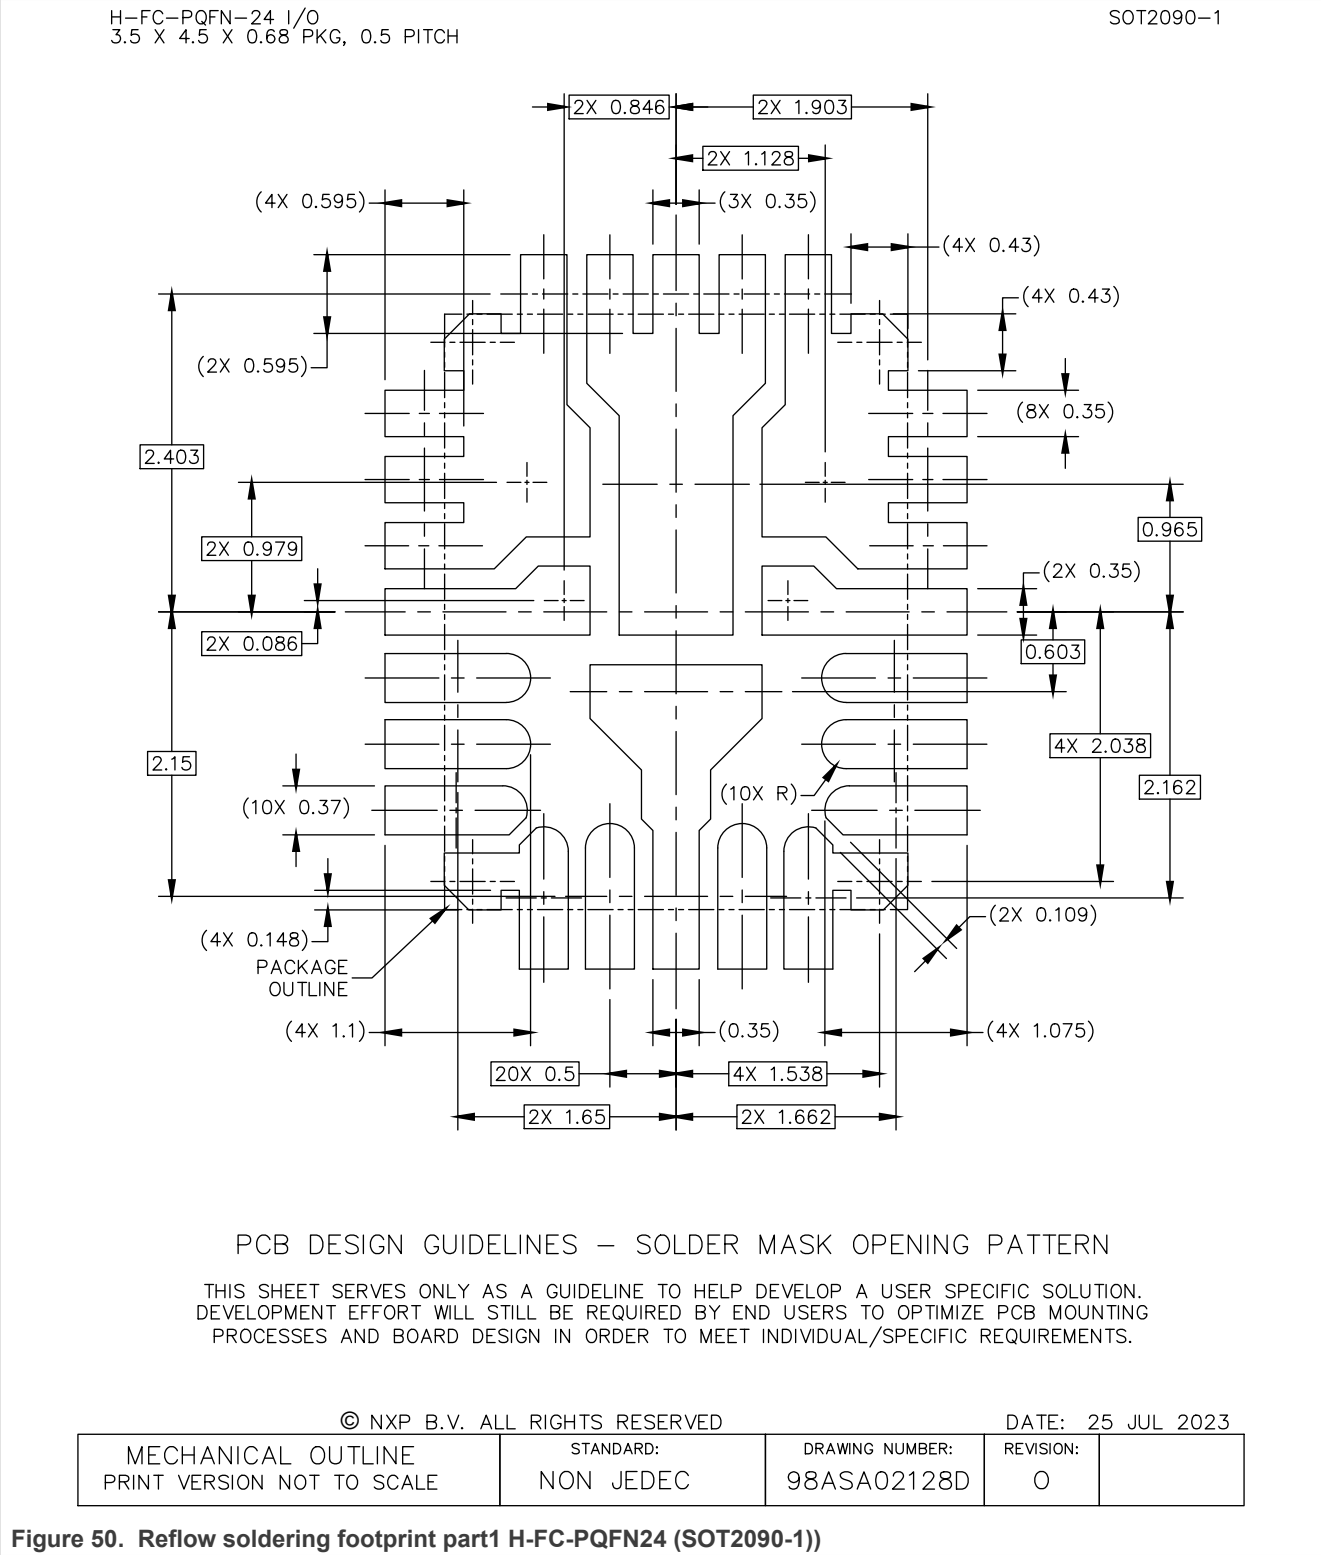 H-FC-PQFN-24 I/O
3.5 X 4.5 X 0.68 PKG, 0.5 PITCH
SOT2090-1
2X 0.846
2X 1.903
2X 1.128
(4X 0.595)
(3X 0.35)
(4X 0.43)
(4X 0.43)
(2X 0.595)
(8X 0.35)
2.403
0.965
2X 0.979
(2X 0.35)
2X 0.086
0.603
4X 2.038
2.15
2.162
(10X 0.37)
(10X R)
(2X 0.109)
(4X 0.148)
PACKAGE
OUTLINE
(4X 1.1)
(0.35)
(4X 1.075)
20X 0.5
4X 1.538
2X 1.65
2X 1.662
PCB DESIGN GUIDELINES - SOLDER MASK OPENING PATTERN
THIS SHEET SERVES ONLY AS A GUIDELINE TO HELP DEVELOP A USER SPECIFIC SOLUTION.
DEVELOPMENT EFFORT WILL STILL BE REQUIRED BY END USERS TO OPTIMIZE PCB MOUNTING
PROCESSES AND BOARD DESIGN IN ORDER TO MEET INDIVIDUAL/SPECIFIC REQUIREMENTS.
© NXP B.V. ALL RIGHTS RESERVED
DATE: 25 JUL 2023
MECHANICAL OUTLINE
PRINT VERSION NOT TO SCALE
STANDARD:
NON JEDEC
DRAWING NUMBER:
98ASA02128D
REVISION:
O
Figure 50. Reflow soldering footprint part1 H-FC-PQFN24 (SOT2090-1))